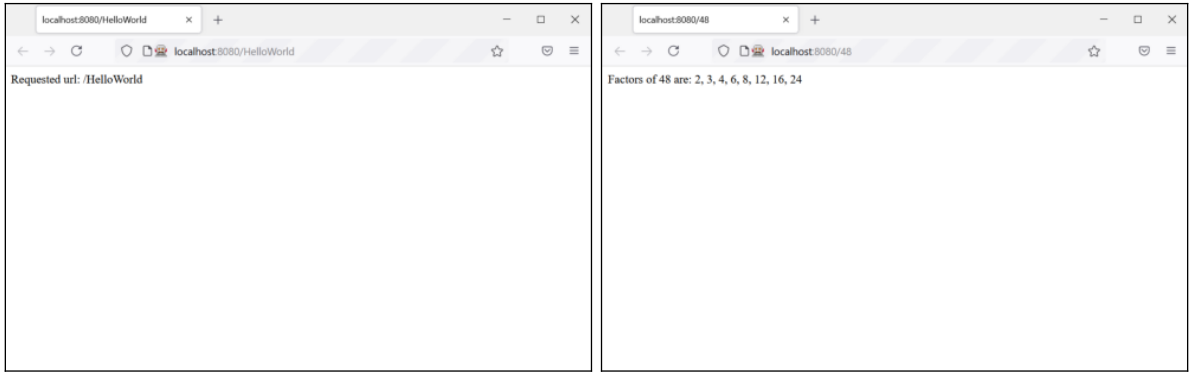 localhost:8080/HelloWorld
localhost:8080/HelloWorld
Requested url: /HelloWorld
localhost:8080/48
localhost:8080/48
Factors of 48 are: 2, 3, 4, 6, 8, 12, 16, 24